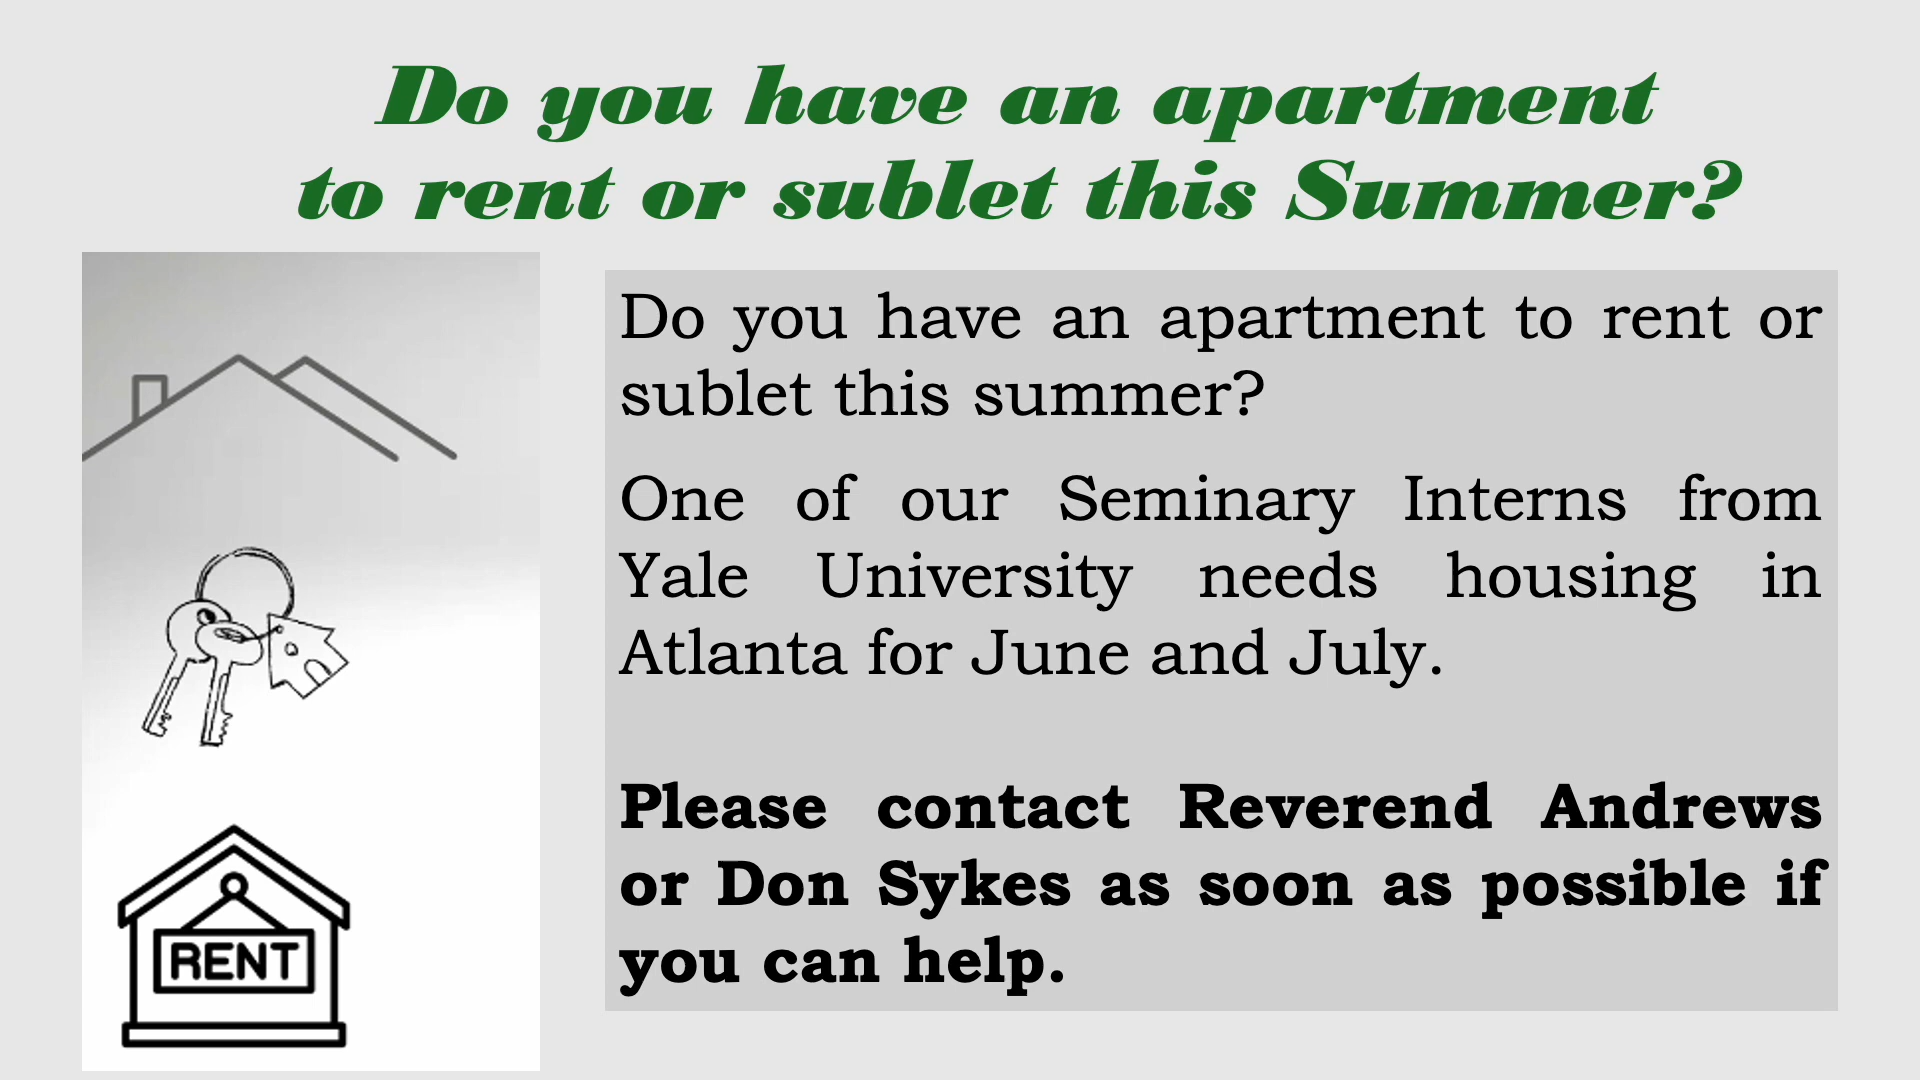 Do you have an apartment
to rent or sublet this Summer?
Do you have an apartment to rent or
sublet this summer?
One of our Seminary Interns from
Yale University needs housing in
Atlanta for June and July.
Please contact Reverend Andrews
or Don Sykes as soon as possible if
you can help.
RENT